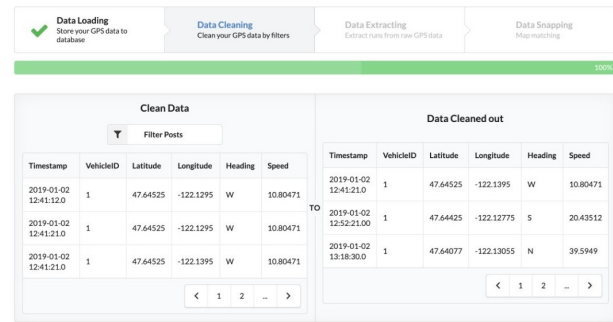 Data Loading
Store your GPS data to
database
Data Cleaning
Clean your GPS data by filters
Data Extracting
Extract runs from raw GPS data
Data Snapping
Map matching
100%
Clean Data
Filter Posts
Timestamp VehicleID Latitude Longitude Heading Speed
2019-01-02
12:41:12.0 1 47.64525 -122.1295 W 10.80471
2019-01-02
12:41:21.0 1 47.64525 -122.1395 W 10.80471
2019-01-02
12:41:21.0 1 47.64525 -122.1395 W 10.80471
< 1 2 ... >
TO
Data Cleaned out
Timestamp VehicleID Latitude Longitude Heading Speed
2019-01-02
12:41:21.0 1 47.64525 -122.1395 W 10.80471
2019-01-02
12:52:21.00 1 47.64425 -122.12775 S 20.43512
2019-01-02
13:18:30.0 1 47.64077 -122.13055 N 39.5949
< 1 2 ... >